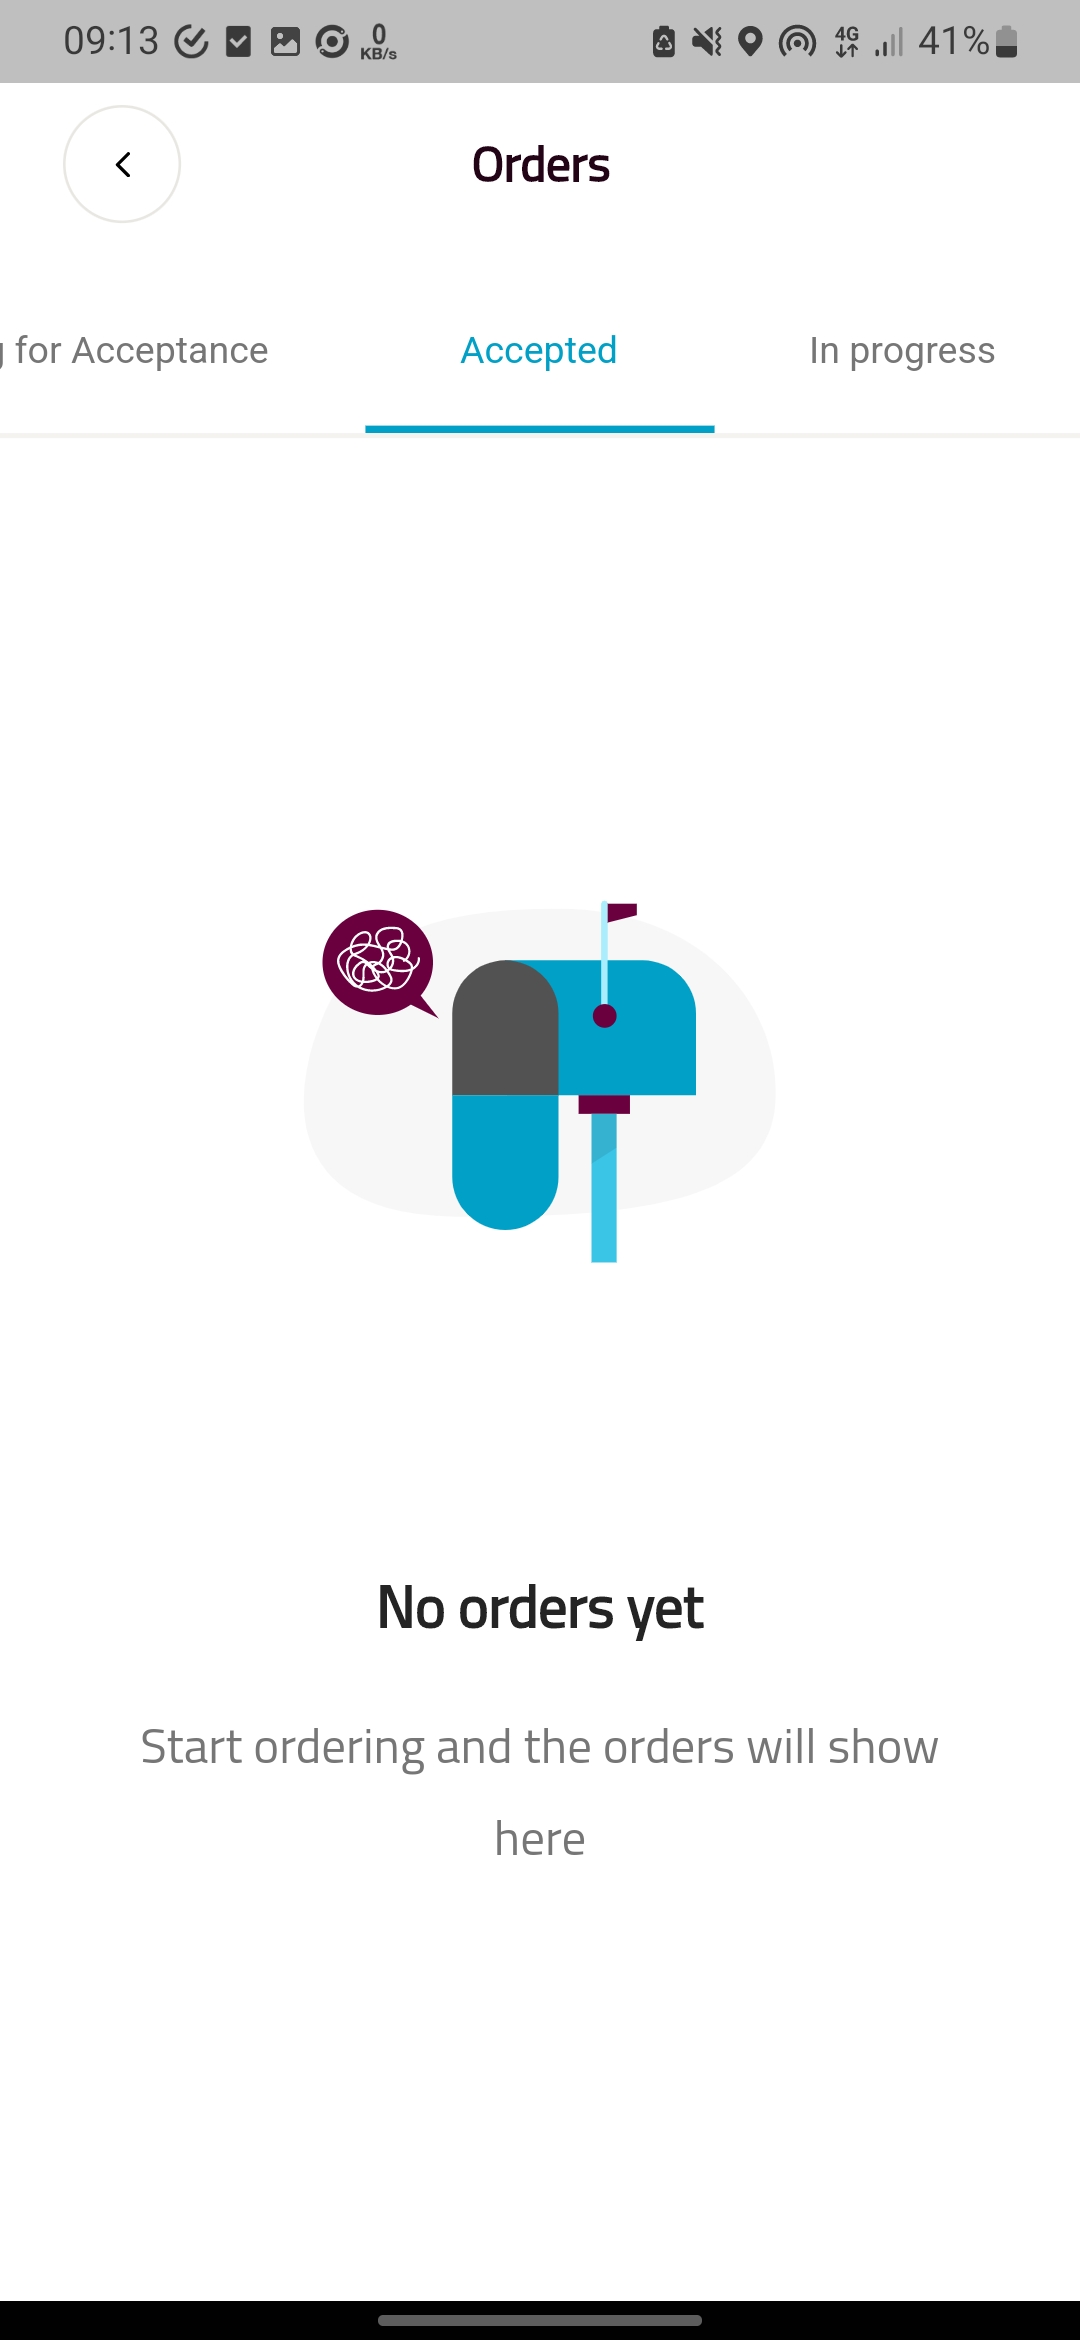 09:13 0 KB/s 4G 41%
Orders
for Acceptance Accepted In progress
No orders yet
Start ordering and the orders will show
here